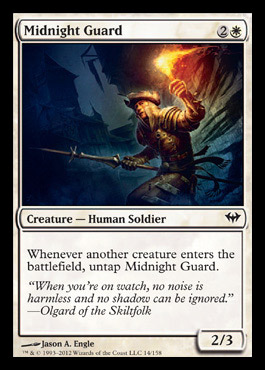 Midnight Guard 2
Creature — Human Soldier
Whenever another creature enters the
battlefield, untap Midnight Guard.
“When you’re on watch, no noise is
harmless and no shadow can be ignored.”
—Olgard of the Skiltfolk
Jason A. Engle
2/3
™ & © 1993–2012 Wizards of the Coast LLC 14/158